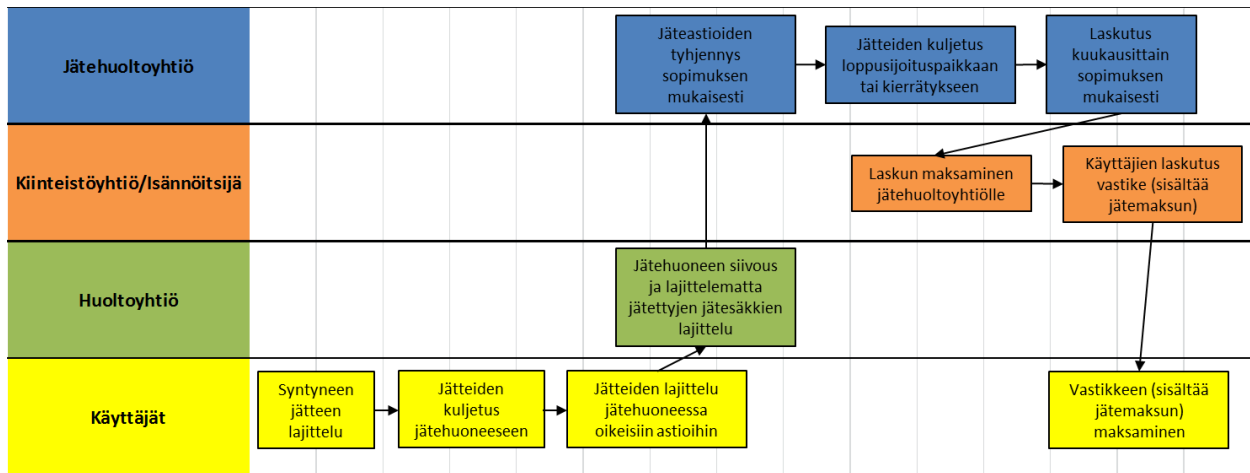 Jätehuoltoyhtiö
Jäteastioiden
tyhjennys
sopimuksen
mukaisesti
Jätteiden kuljetus
loppusijoituspaikkaan
tai kierrätykseen
Laskutus
kuukausittain
sopimuksen
mukaisesti
Kiinteistöyhtiö/Isännöitsijä
Laskun maksaminen
jätehuoltoyhtiölle
Käyttäjien laskutus
vastike (sisältää
jätemaksun)
Huoltoyhtiö
Jätehuoneen siivous
ja lajittelematta
jätettyjen jätesäkkien
lajittelu
Käyttäjät
Syntyneen
jätteen
lajittelu
Jätteiden
kuljetus
jätehuoneeseen
Jätteiden lajittelu
jätehuoneessa
oikeisiin astioihin
Vastikkeen (sisältää
jätemaksun)
maksaminen